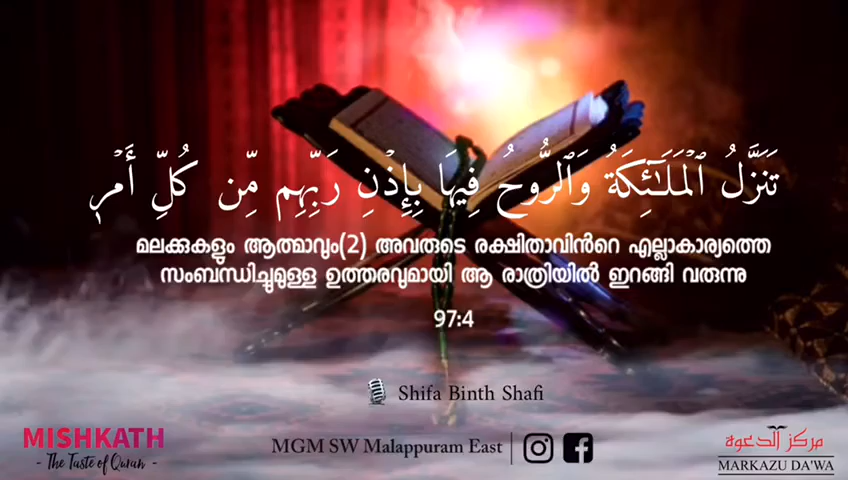 تَنَزَّلُ ٱلْمَلَـٰٓئِكَةُ وَٱلرُّوحُ فِيهَا بِإِذْنِ رَبِّهِم مِّن كُلِّ أَمْرٍ
മലക്കുകളും ആത്മാവും(2) അവരുടെ രക്ഷിതാവിൻറെ എല്ലാകാര്യത്തെ
സംബന്ധിച്ചുമുള്ള ഉത്തരവുമായി ആ രാത്രിയിൽ ഇറങ്ങി വരുന്നു
97:4
Shifa Binth Shafi
MISHKATH
- The Taste of Quran -
MGM SW Malappuram East
مركز الدعوة
MARKAZU DA'WA